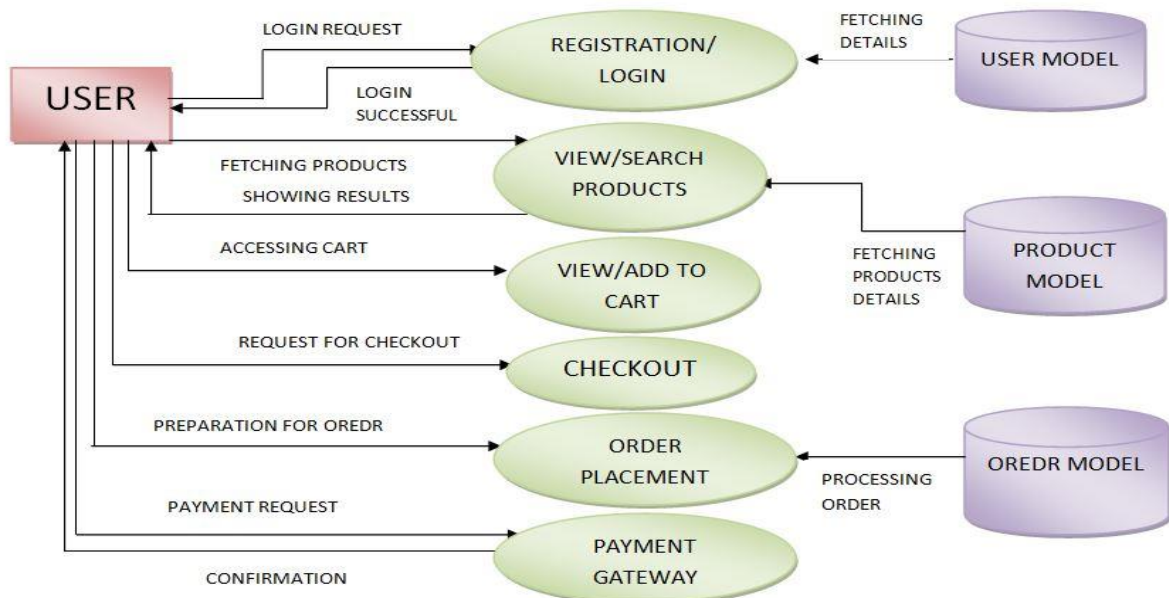 LOGIN REQUEST
REGISTRATION/
LOGIN
FETCHING
DETAILS
USER MODEL
USER
LOGIN
SUCCESSFUL
FETCHING PRODUCTS
SHOWING RESULTS
VIEW/SEARCH
PRODUCTS
ACCESSING CART
VIEW/ADD TO
CART
FETCHING
PRODUCTS
DETAILS
PRODUCT
MODEL
REQUEST FOR CHECKOUT
CHECKOUT
PREPARATION FOR OREDR
ORDER
PLACEMENT
PROCESSING
ORDER
OREDR MODEL
PAYMENT REQUEST
PAYMENT
GATEWAY
CONFIRMATION